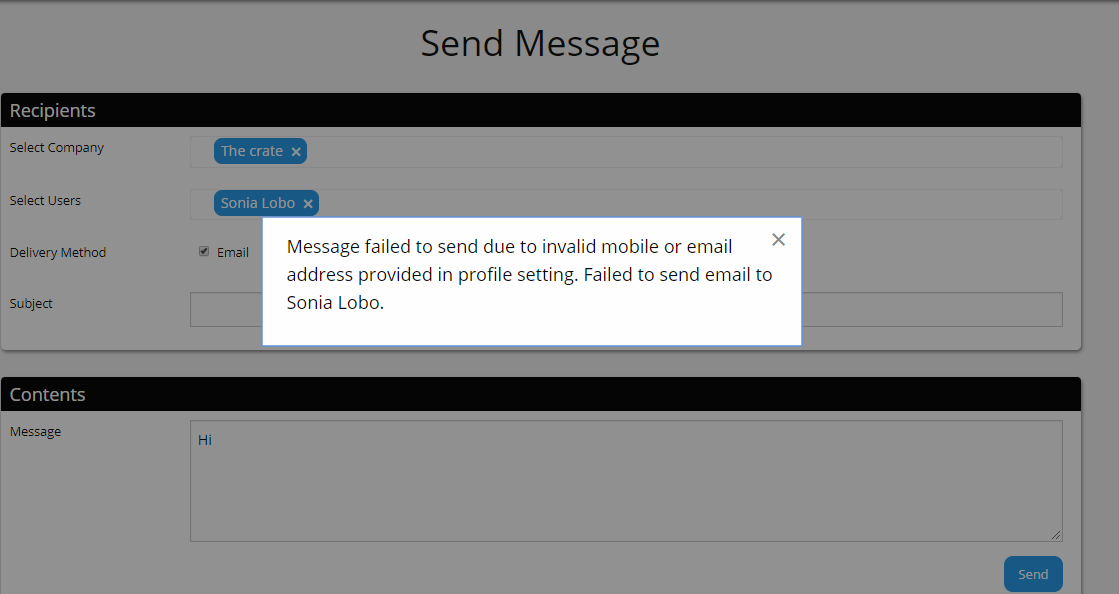 Send Message
Recipients
Select Company
The crate ×
Select Users
Sonia Lobo ×
Delivery Method
Email
Message failed to send due to invalid mobile or email
address provided in profile setting. Failed to send email to
Sonia Lobo.
×
Subject
Contents
Message
Hi
Send